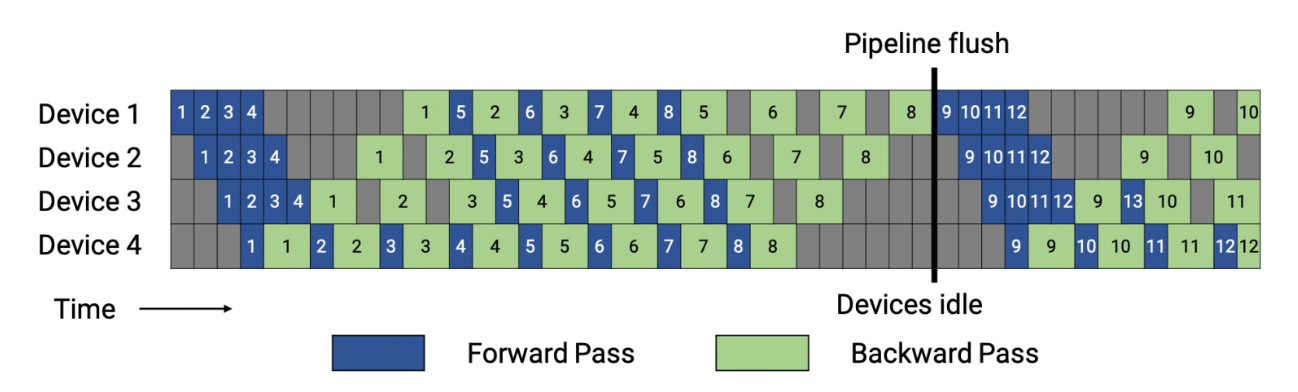 Pipeline flush
Device 1 1 2 3 4 1 5 2 6 3 7 4 8 5 6 7 8 9 10 11 12 9 10
Device 2 1 2 3 4 1 2 5 3 6 4 7 5 8 6 7 8 9 10 11 12 9 10
Device 3 1 2 3 4 1 2 3 5 4 6 5 7 6 8 7 8 9 10 11 12 9 13 10 11
Device 4 1 1 2 2 3 3 4 4 5 5 6 6 7 7 8 8 9 9 10 10 11 11 12 12
Time Devices idle
Forward Pass Backward Pass